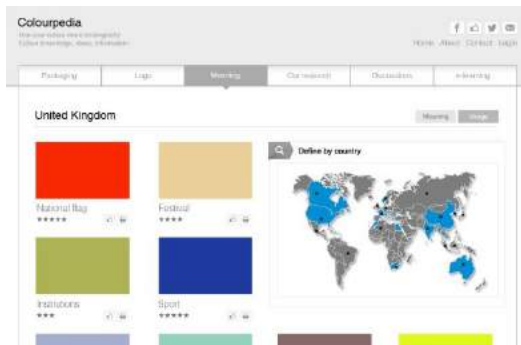 Colourpedia
Home About Contact Login
Packaging Logo Meaning Our research Discussions e-learning
United Kingdom
Meaning Usage
Define by country
National flag
Festival
Institutions
Sport